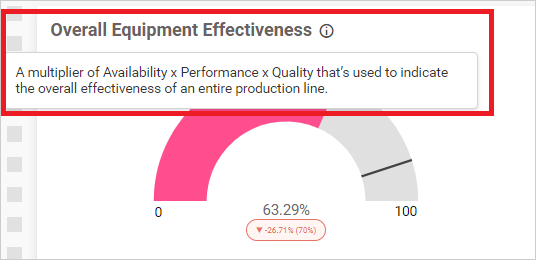 Overall Equipment Effectiveness
A multiplier of Availability x Performance x Quality that's used to indicate
the overall effectiveness of an entire production line.
63.29%
0
100
▼ -26.71% (70%)